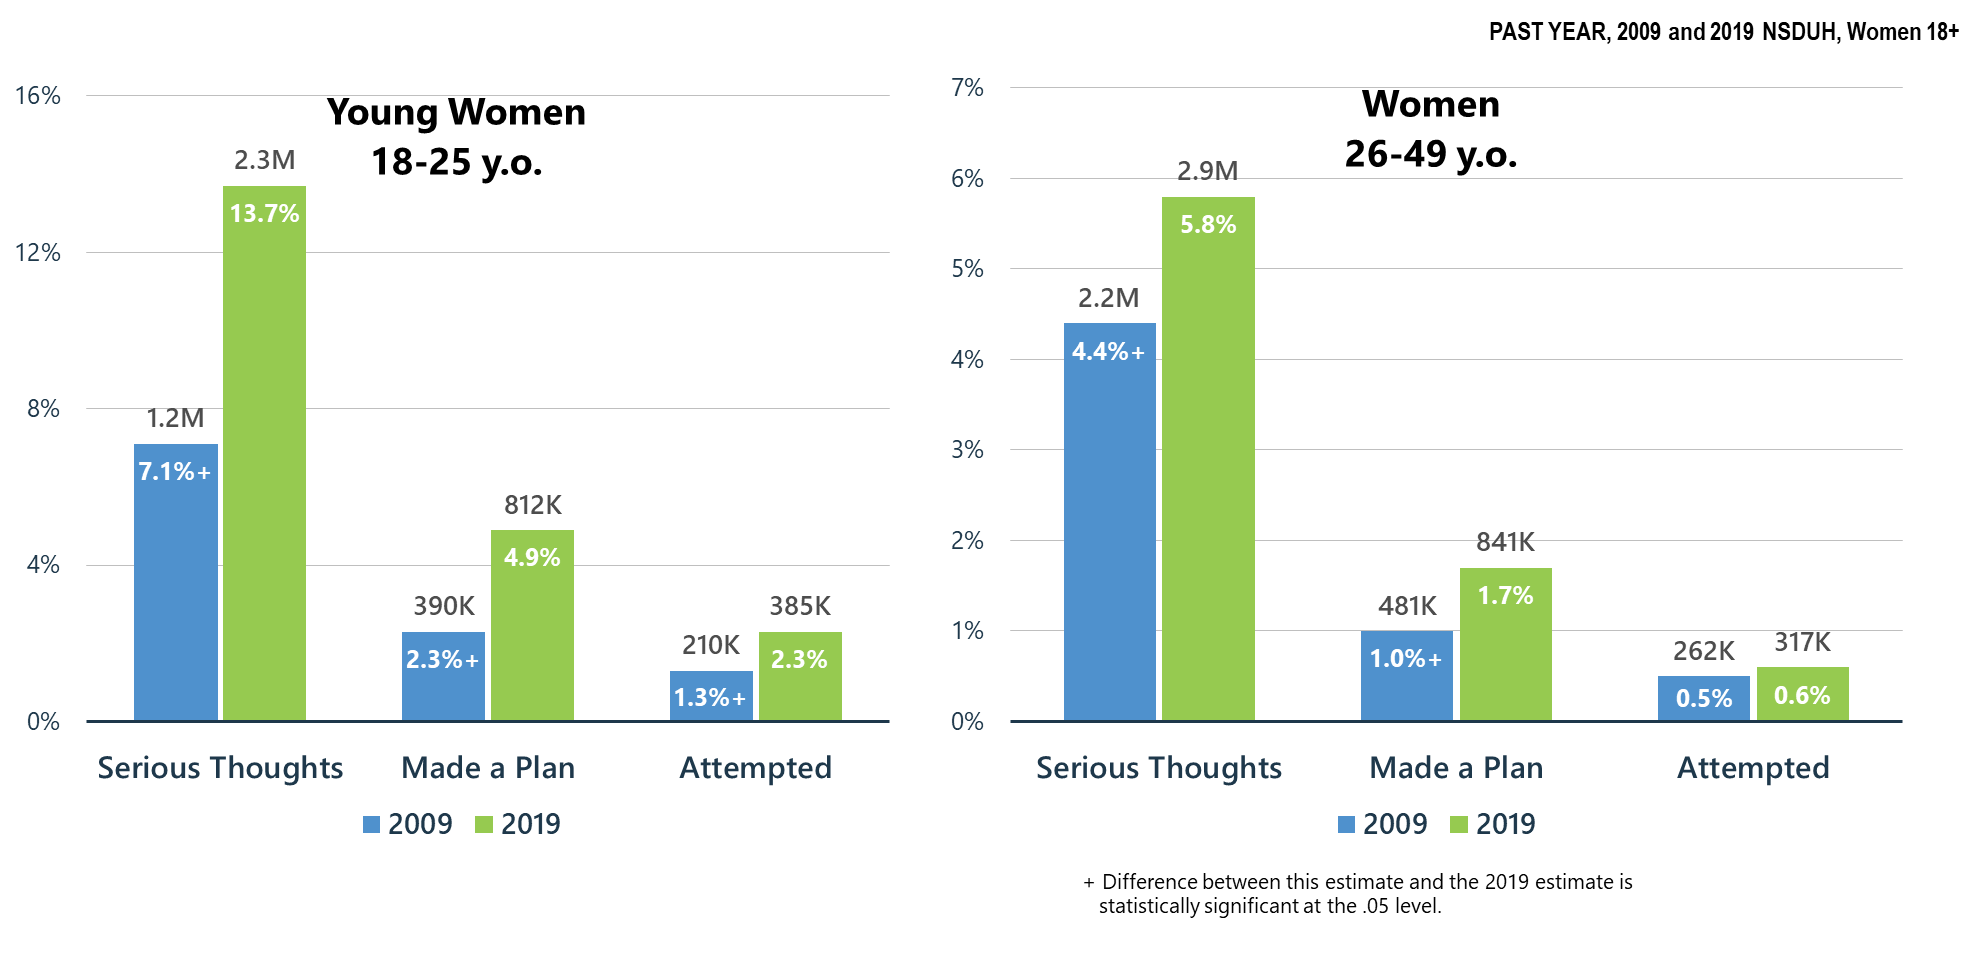 PAST YEAR, 2009 and 2019 NSDUH, Women 18+
Young Women
18-25 y.o.
16%
12%
8%
4%
0%
1.2M
7.1%+
2.3M
13.7%
390K
2.3%+
812K
4.9%
210K
1.3%+
385K
2.3%
Serious Thoughts
Made a Plan
Attempted
2009
2019
Women
26-49 y.o.
7%
6%
5%
4%
3%
2%
1%
0%
2.2M
4.4%+
2.9M
5.8%
481K
1.0%+
841K
1.7%
262K
0.5%
317K
0.6%
Serious Thoughts
Made a Plan
Attempted
2009
2019
+ Difference between this estimate and the 2019 estimate is
statistically significant at the .05 level.